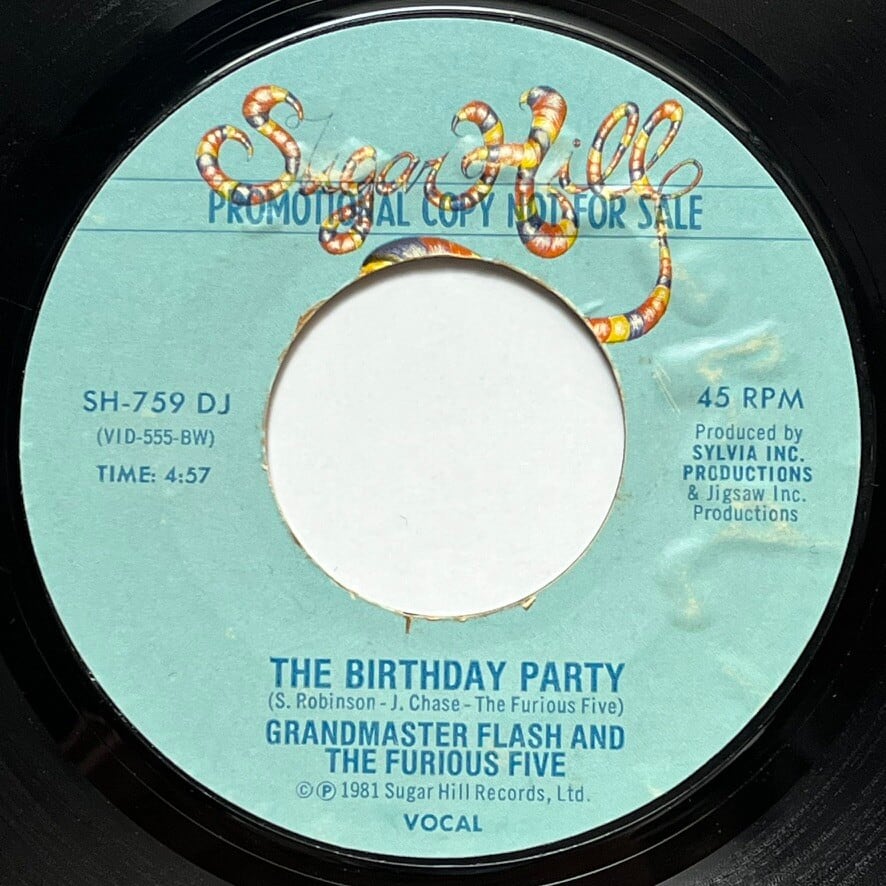 Sugar Hill
PROMOTIONAL COPY NOT FOR SALE
SH-759 DJ
(VID-555-BW)
TIME: 4:57
45 RPM
Produced by
SYLVIA INC.
PRODUCTIONS
& Jigsaw Inc.
Productions
THE BIRTHDAY PARTY
(S. Robinson - J. Chase - The Furious Five)
GRANDMASTER FLASH AND
THE FURIOUS FIVE
©℗ 1981 Sugar Hill Records, Ltd.
VOCAL